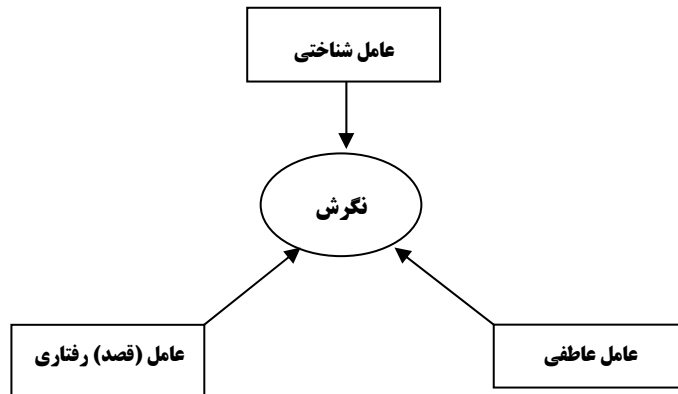 عامل شناختی
نگرش
عامل (قصد) رفتاری
عامل عاطفی